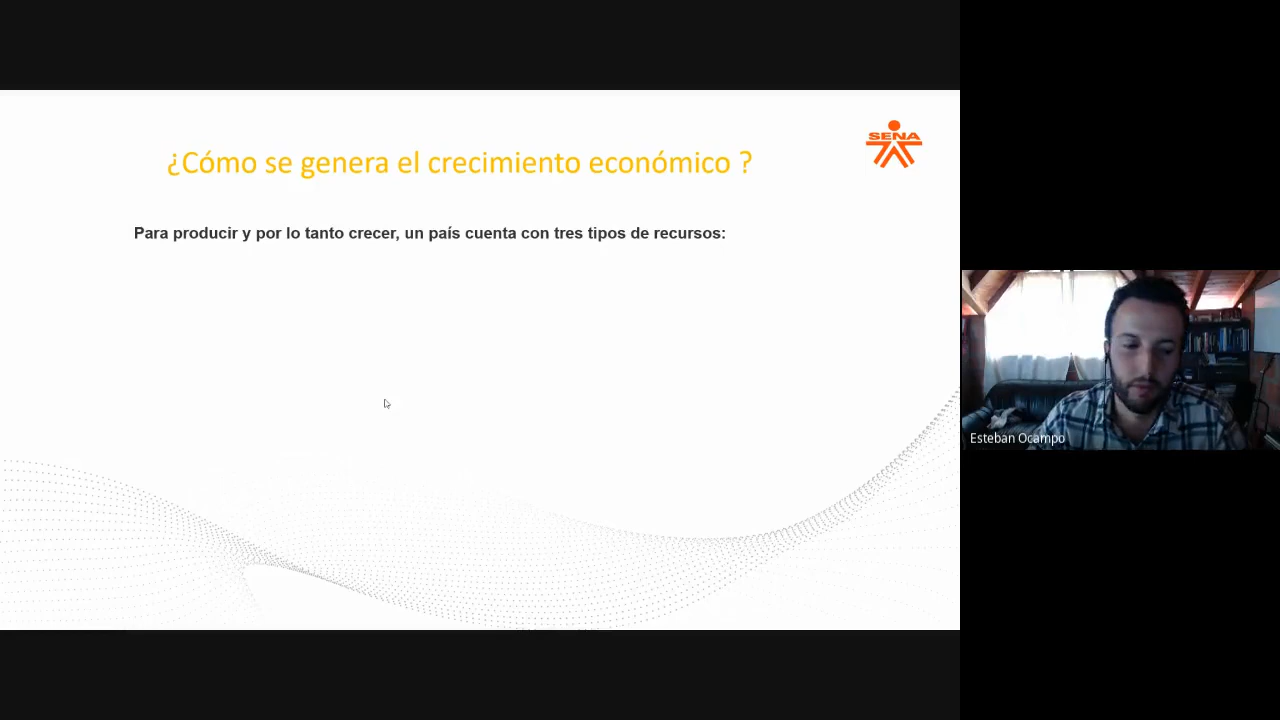 SENA
¿Cómo se genera el crecimiento económico ?
Para producir y por lo tanto crecer, un país cuenta con tres tipos de recursos:
Esteban Ocampo